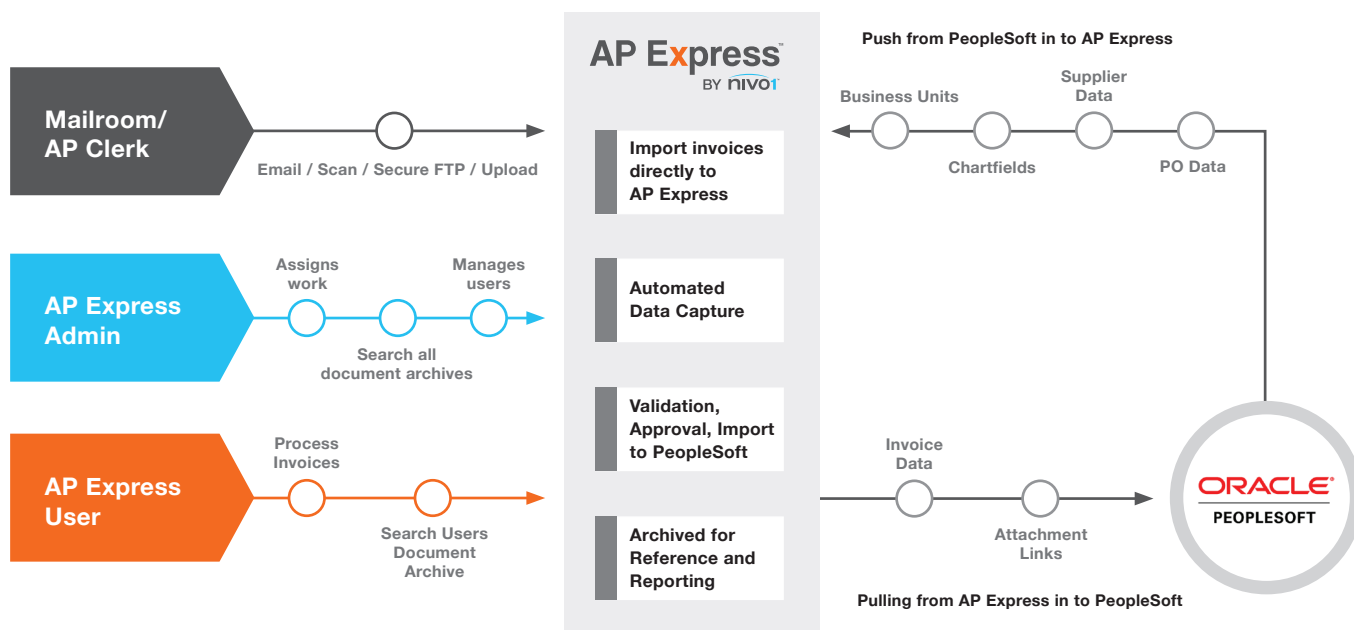 Mailroom/
AP Clerk
Email / Scan / Secure FTP / Upload
AP Express
Admin
Assigns
work
Search all
document archives
Manages
users
AP Express
User
Process
Invoices
Search Users
Document
Archive
AP Express™
BY nivo1
Import invoices
directly to
AP Express
Automated
Data Capture
Validation,
Approval, Import
to PeopleSoft
Archived for
Reference and
Reporting
Push from PeopleSoft in to AP Express
Business Units
Chartfields
Supplier
Data
PO Data
Invoice
Data
Attachment
Links
Pulling from AP Express in to PeopleSoft
ORACLE®
PEOPLESOFT